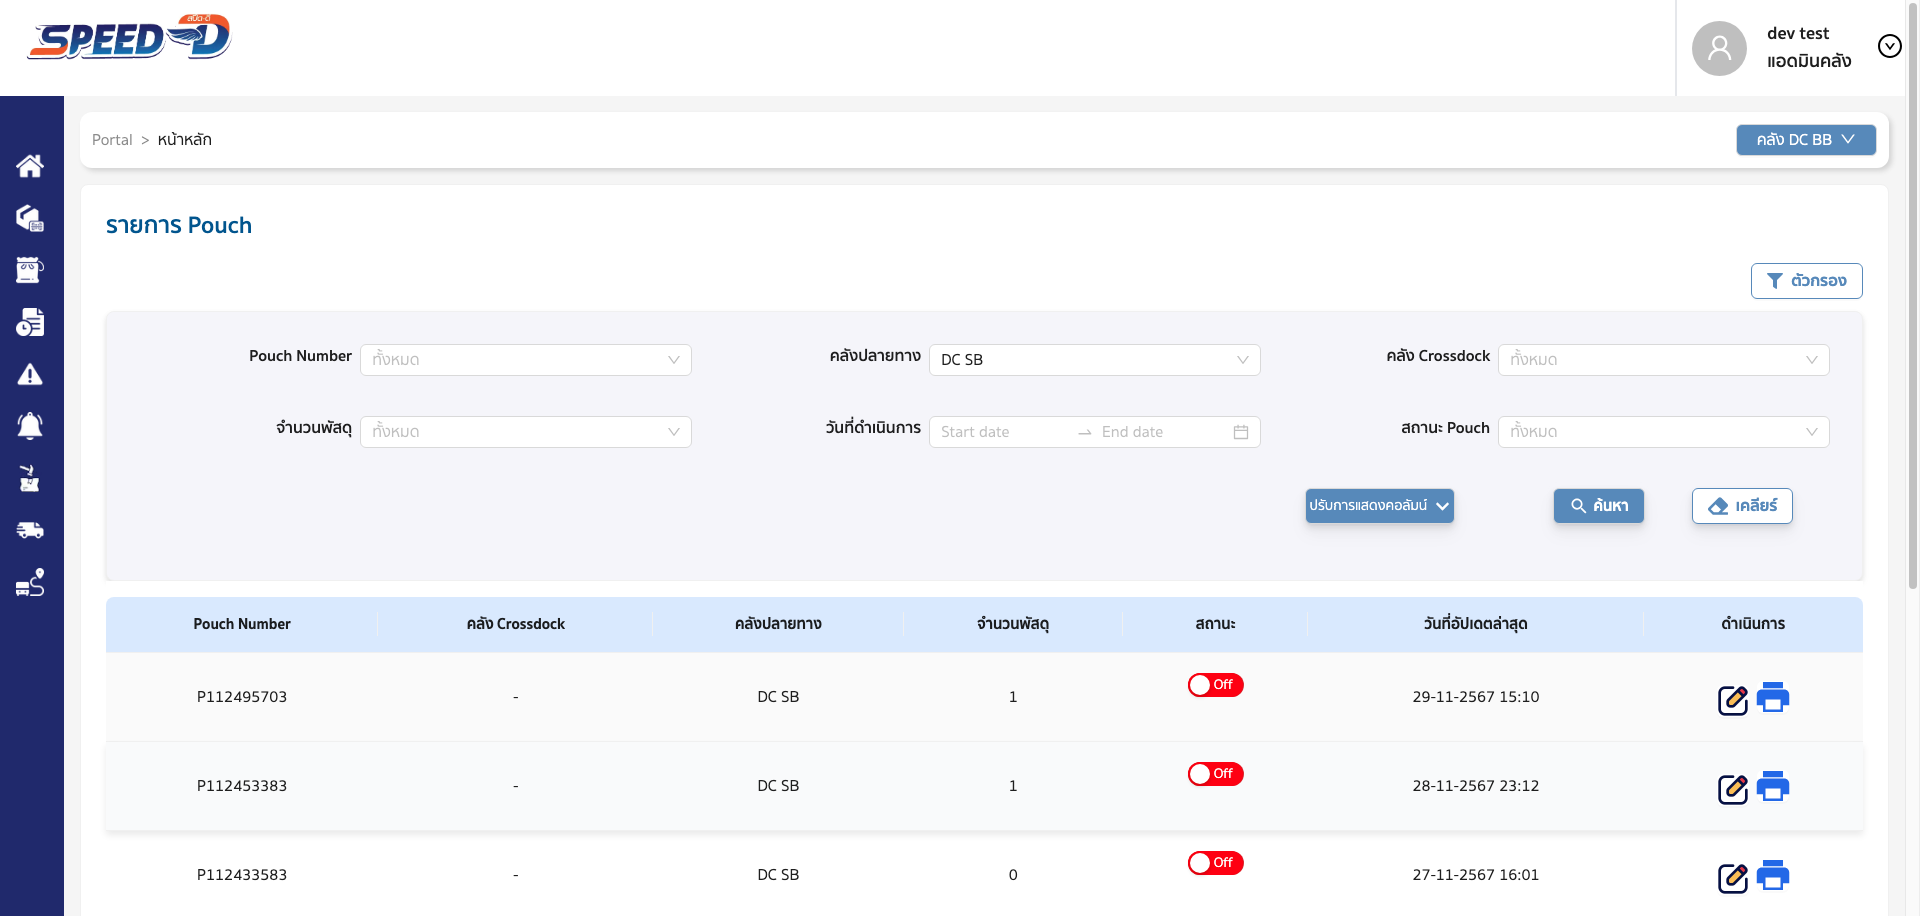 สปีด-ดี
SPEED-D
dev test
แอดมินคลัง
Portal > หน้าหลัก
คลัง DC BB
รายการ Pouch
ตัวกรอง
Pouch Number ทั้งหมด
คลังปลายทาง DC SB
คลัง Crossdock ทั้งหมด
จำนวนพัสดุ ทั้งหมด
วันที่ดำเนินการ Start date → End date
สถานะ Pouch ทั้งหมด
ปรับการแสดงคอลัมน์
ค้นหา
เคลียร์
Pouch Number คลัง Crossdock คลังปลายทาง จำนวนพัสดุ สถานะ วันที่อัปเดตล่าสุด ดำเนินการ
P112495703 - DC SB 1 Off 29-11-2567 15:10
P112453383 - DC SB 1 Off 28-11-2567 23:12
P112433583 - DC SB 0 Off 27-11-2567 16:01